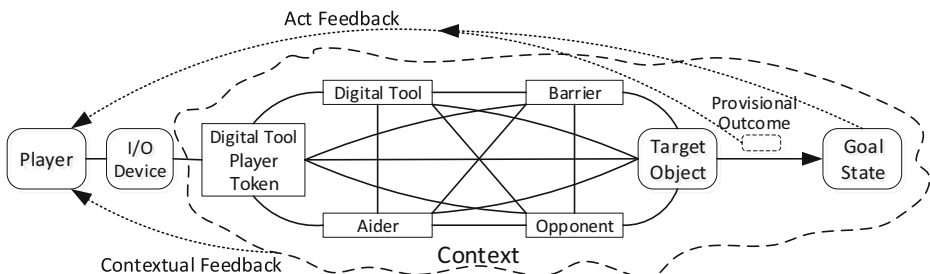 Act Feedback
Digital Tool
Barrier
Provisional
Outcome
Player
I/O
Device
Digital Tool
Player
Token
Target
Object
Goal
State
Aider
Opponent
Context
Contextual Feedback